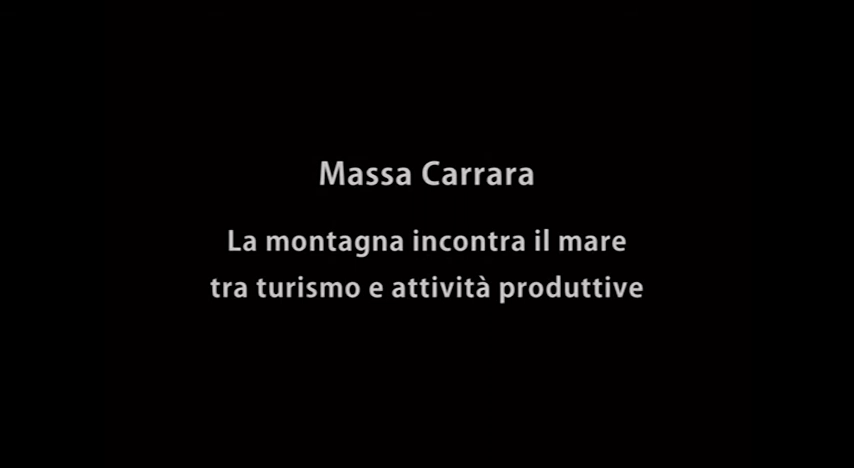 Massa Carrara
La montagna incontra il mare
tra turismo e attività produttive